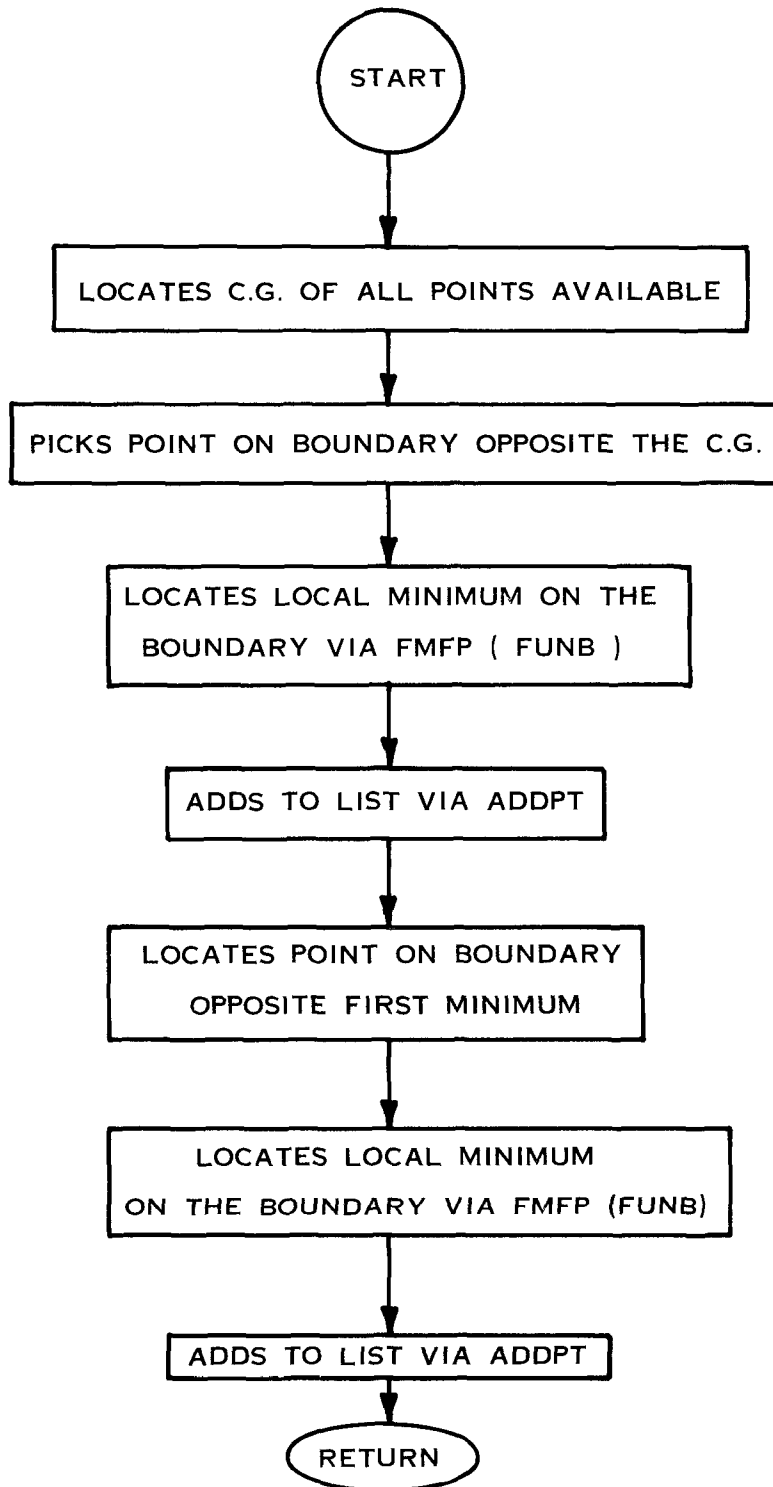 START
LOCATES C.G. OF ALL POINTS AVAILABLE
PICKS POINT ON BOUNDARY OPPOSITE THE C.G.
LOCATES LOCAL MINIMUM ON THE
BOUNDARY VIA FMFP ( FUNB )
ADDS TO LIST VIA ADDPT
LOCATES POINT ON BOUNDARY
OPPOSITE FIRST MINIMUM
LOCATES LOCAL MINIMUM
ON THE BOUNDARY VIA FMFP (FUNB)
ADDS TO LIST VIA ADDPT
RETURN